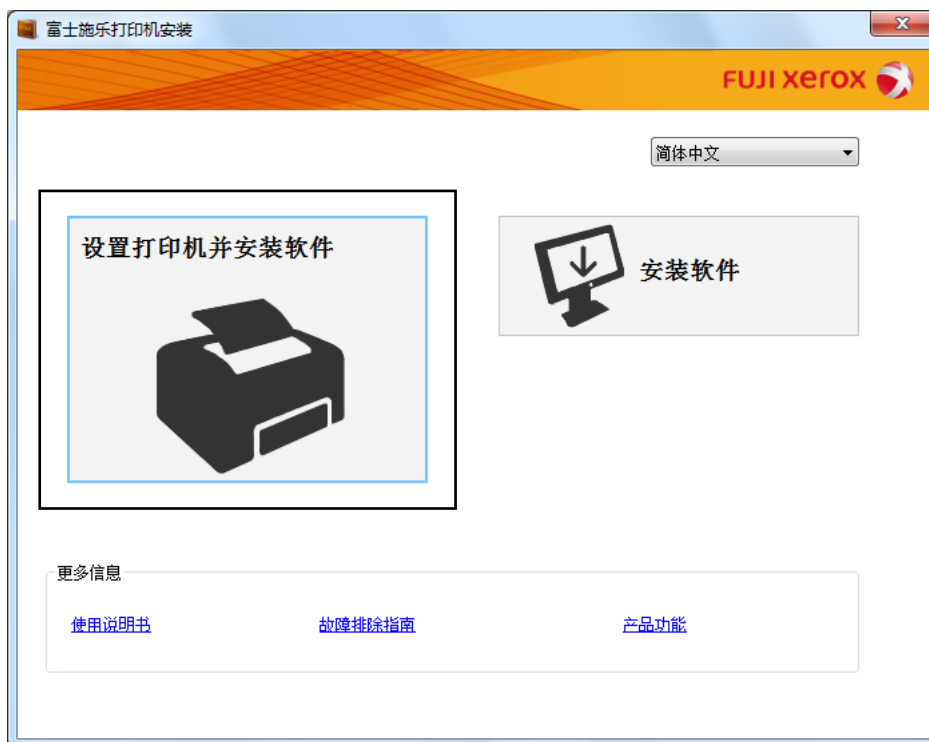 富士施乐打印机安装
FUJI xerox
简体中文
设置打印机并安装软件
安装软件
更多信息
使用说明书
故障排除指南
产品功能